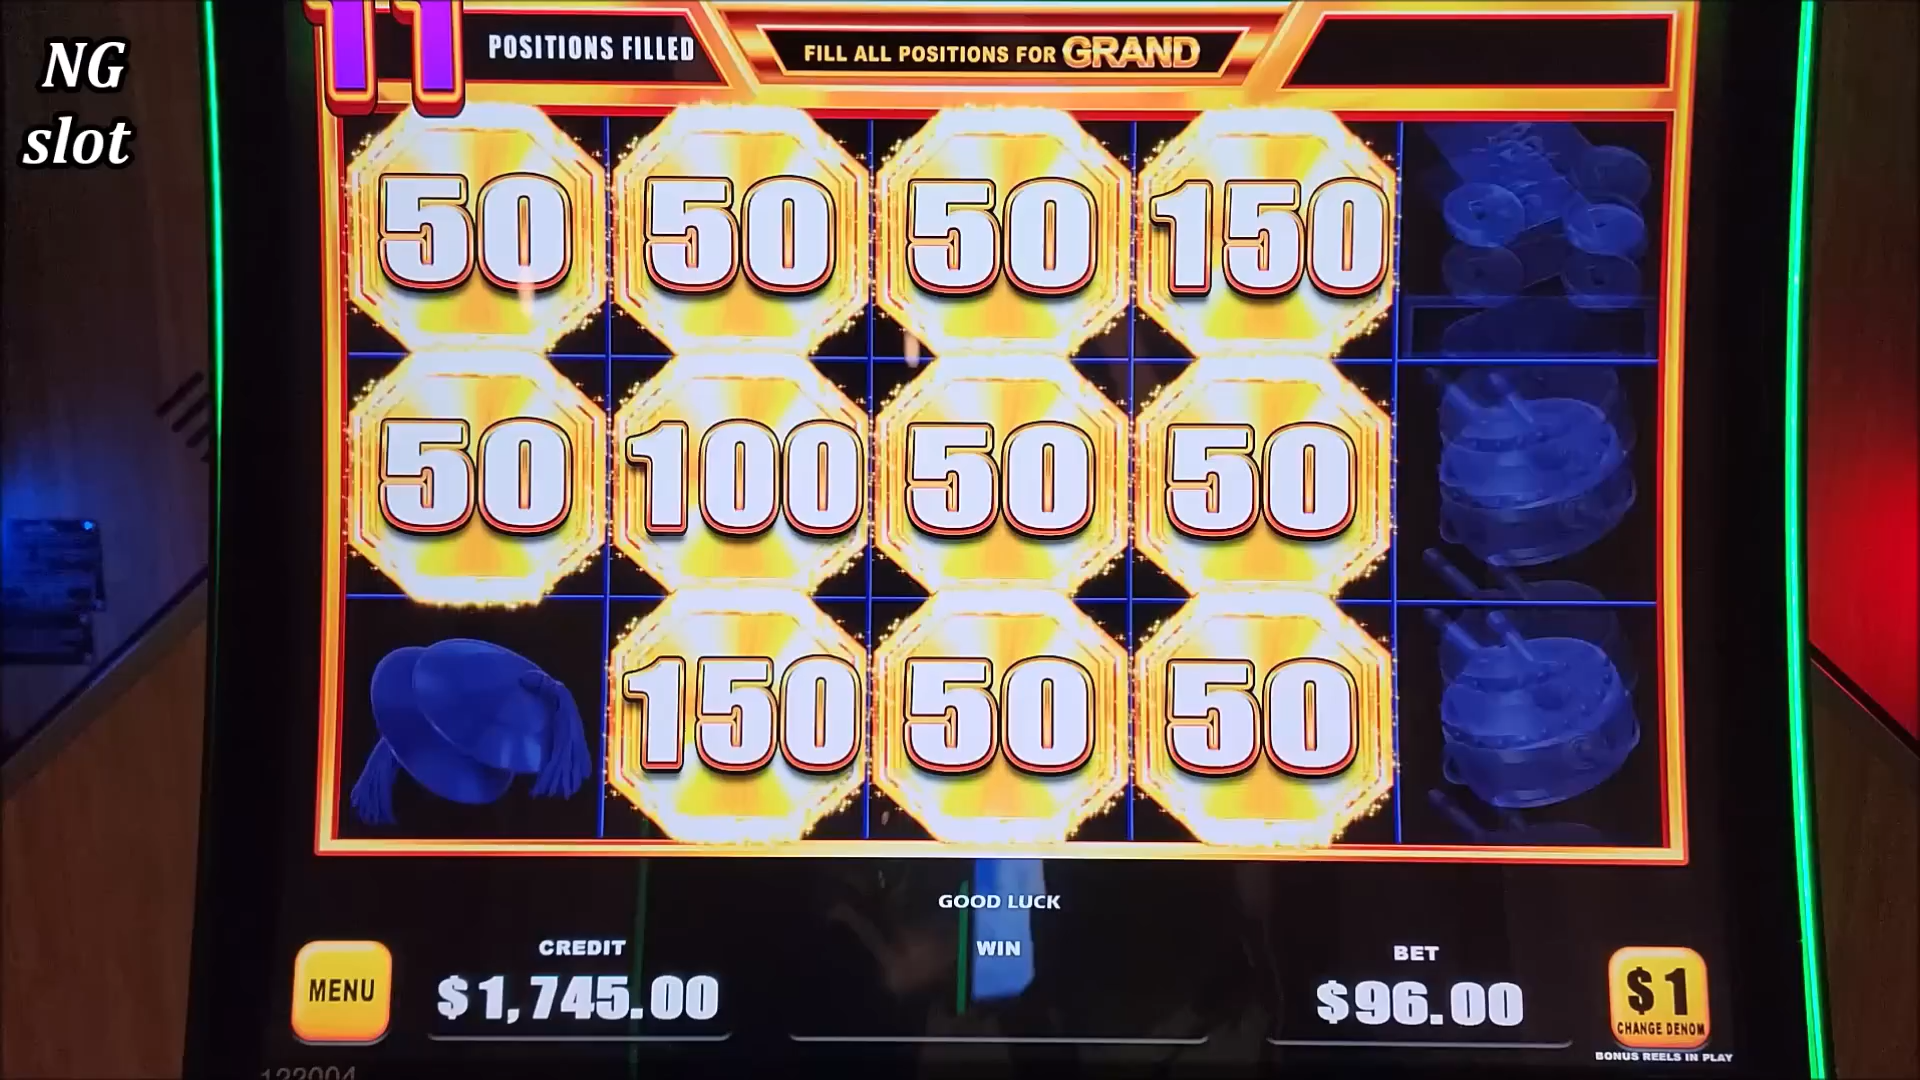 NG
slot
11 POSITIONS FILLED
FILL ALL POSITIONS FOR GRAND
50 50 50 150
50 100 50 50
150 50 50
GOOD LUCK
CREDIT WIN BET
MENU $1,745.00 $96.00 $1
CHANGE DENOM
BONUS REELS IN PLAY
122004